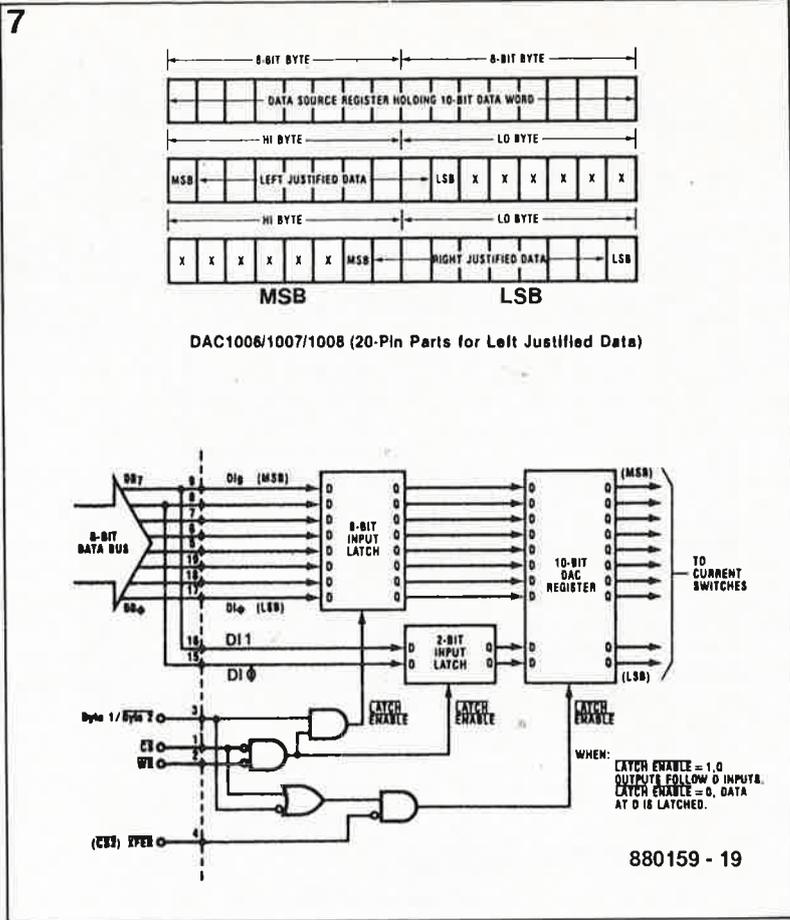 7
8-BIT BYTE 8-BIT BYTE
DATA SOURCE REGISTER HOLDING 10-BIT DATA WORD
HI BYTE LO BYTE
MSB LEFT JUSTIFIED DATA LSB X X X X X X
HI BYTE LO BYTE
X X X X X X MSB RIGHT JUSTIFIED DATA LSB
MSB LSB
DAC1006/1007/1008 (20-Pin Parts for Left Justified Data)
DB7 9 DI9 (MSB) D Q D Q (MSB)
8 D Q D Q
7 D Q D Q
6 D Q D Q
5 D Q D Q
19 D Q D Q
18 D Q D Q
17 D Q D Q
8-BIT
DATA BUS
8-BIT
INPUT
LATCH
10-BIT
DAC
REGISTER
TO
CURRENT
SWITCHES
DBϕ DIϕ (LSB)
16 DI 1 D Q D Q
15 DI ϕ D Q D Q
2-BIT
INPUT
LATCH
(LSB)
Byte 1/Byte 2 3
LATCH
ENABLE
LATCH
ENABLE
LATCH
ENABLE
CS 1
WR 2
WHEN:
LATCH ENABLE = 1,Q
OUTPUTS FOLLOW D INPUTS.
LATCH ENABLE = 0, DATA
AT D IS LATCHED.
(CS2) XFER 4
880159 - 19